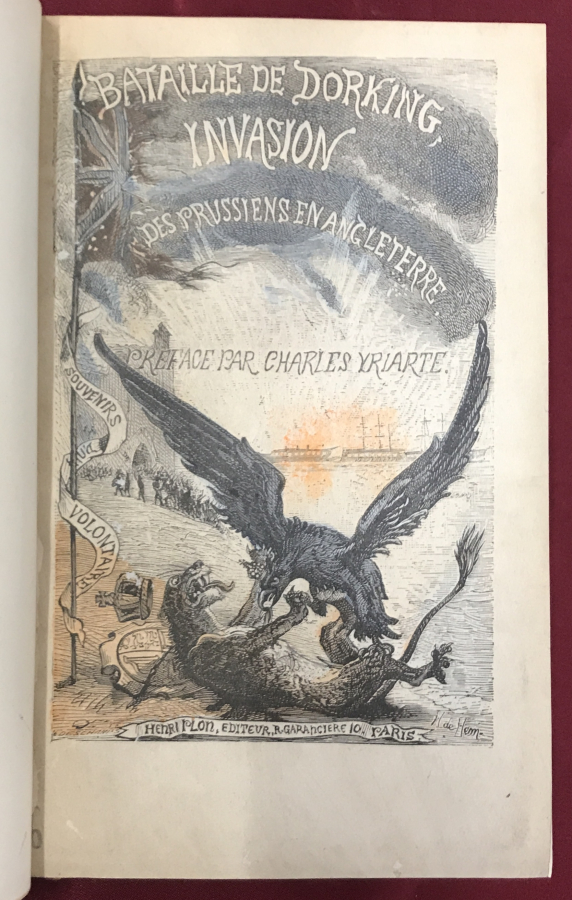 BATAILLE DE DORKING,
INVASION
DES PRUSSIENS EN ANGLETERRE.
PREFACE PAR CHARLES YRIARTE.
SOUVENIRS
D'UN
VOLONTAIRE
HENRI PLON, EDITEUR, R. GARANCIERE 10. PARIS